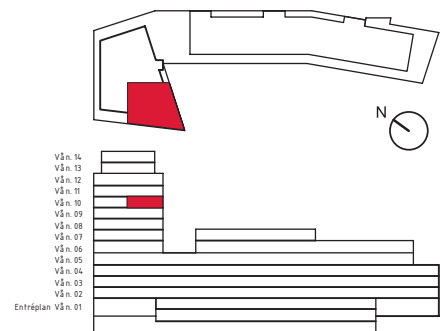 N
Vån. 14
Vån. 13
Vån. 12
Vån. 11
Vån. 10
Vån. 09
Vån. 08
Vån. 07
Vån. 06
Vån. 05
Vån. 04
Vån. 03
Vån. 02
Entréplan Vån. 01